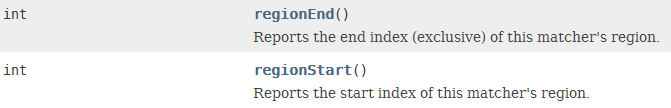 int regionEnd()
Reports the end index (exclusive) of this matcher's region.
int regionStart()
Reports the start index of this matcher's region.